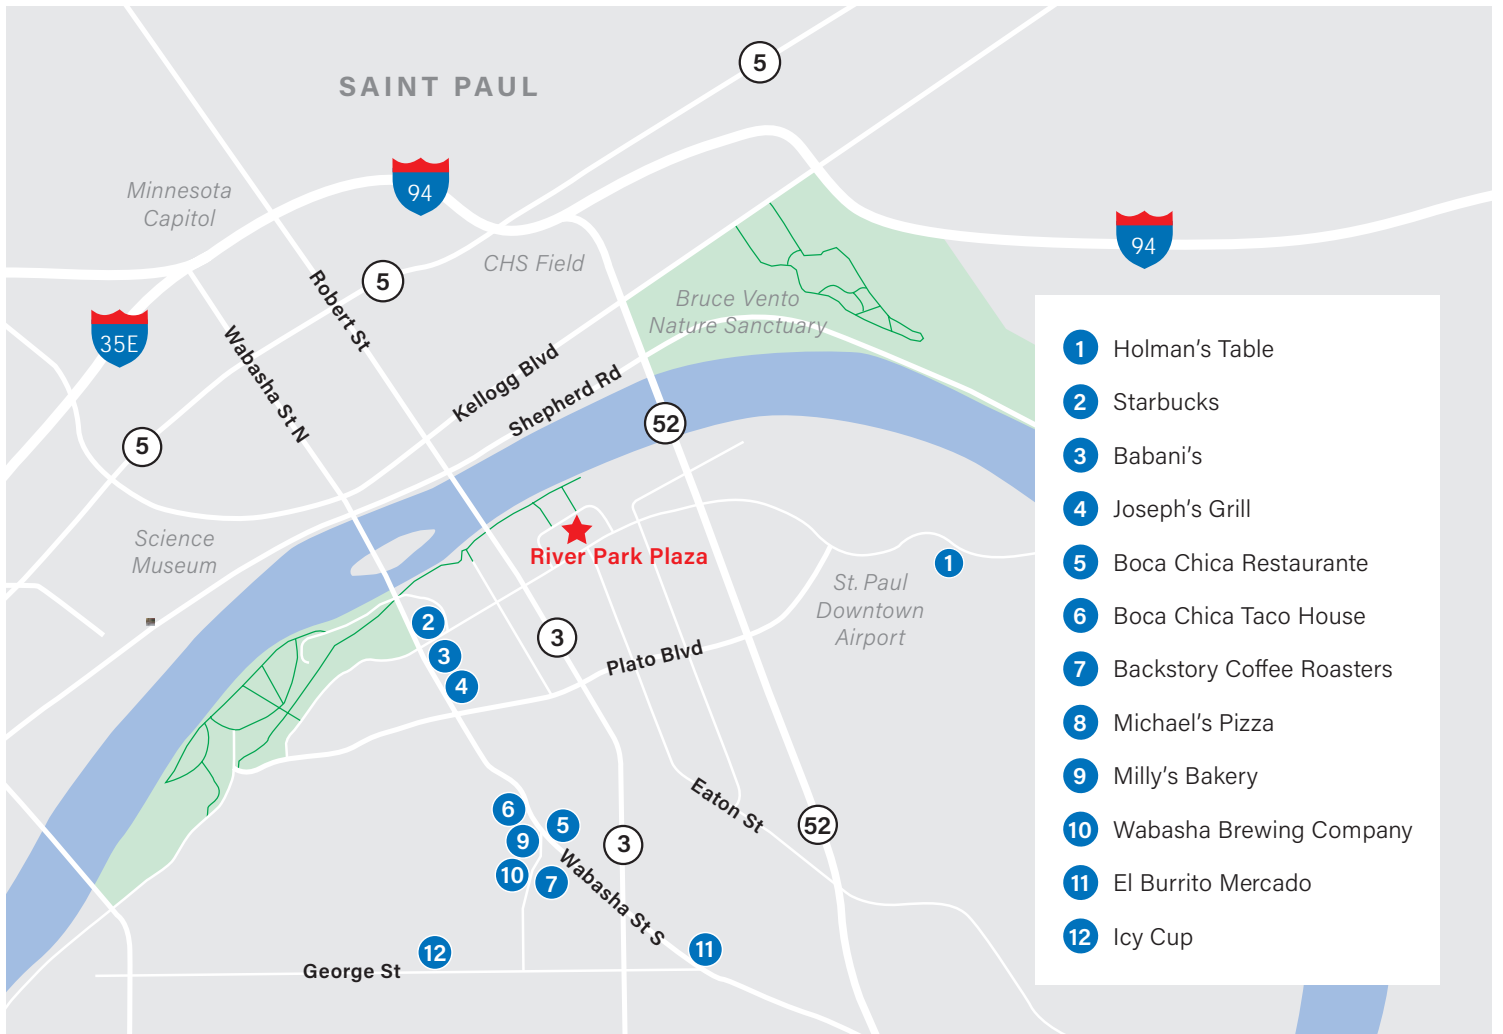 5
SAINT PAUL
94
Minnesota
Capitol
94
CHS Field
5
Robert St
Bruce Vento
Nature Sanctuary
35E
Wabasha St N
Kellogg Blvd
Shepherd Rd
52
5
Science
Museum
River Park Plaza
1
St. Paul
Downtown
Airport
2
3
3
4
Plato Blvd
Eaton St
6
5
9
52
3
10
7
Wabasha St S
12
11
George St
1 Holman's Table
2 Starbucks
3 Babani's
4 Joseph's Grill
5 Boca Chica Restaurante
6 Boca Chica Taco House
7 Backstory Coffee Roasters
8 Michael's Pizza
9 Milly's Bakery
10 Wabasha Brewing Company
11 El Burrito Mercado
12 Icy Cup